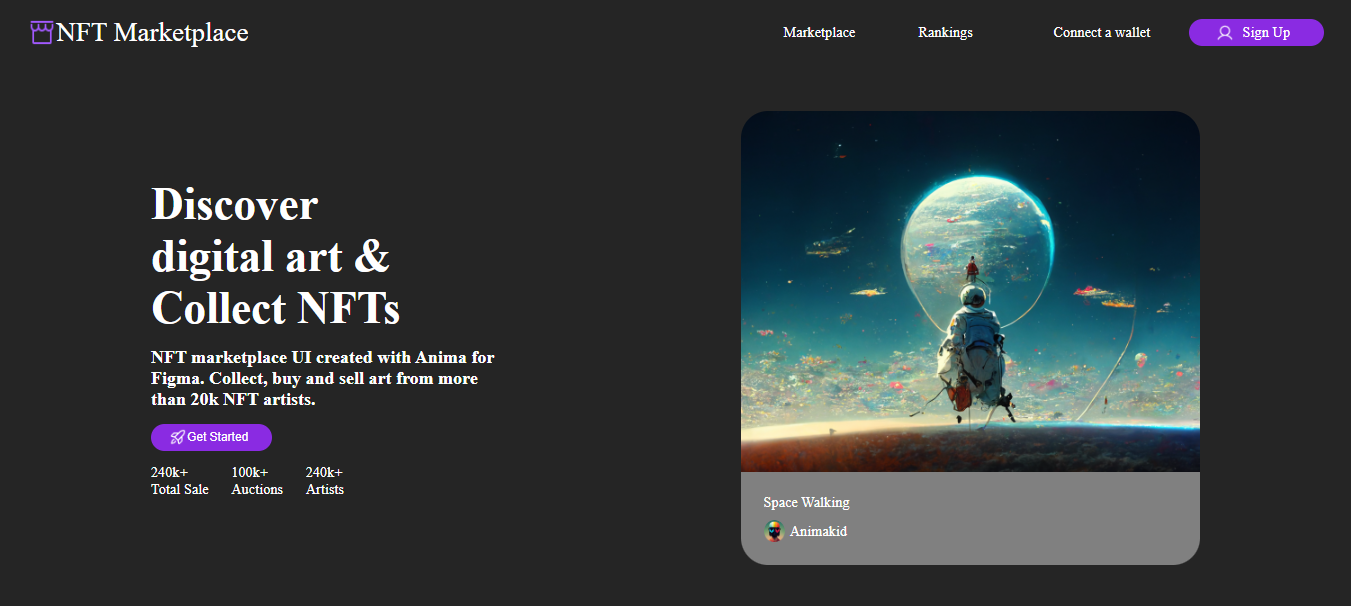 NFT Marketplace
Marketplace
Rankings
Connect a wallet
Sign Up
Discover
digital art &
Collect NFTs
NFT marketplace UI created with Anima for
Figma. Collect, buy and sell art from more
than 20k NFT artists.
Get Started
240k+
Total Sale
100k+
Auctions
240k+
Artists
Space Walking
Animakid